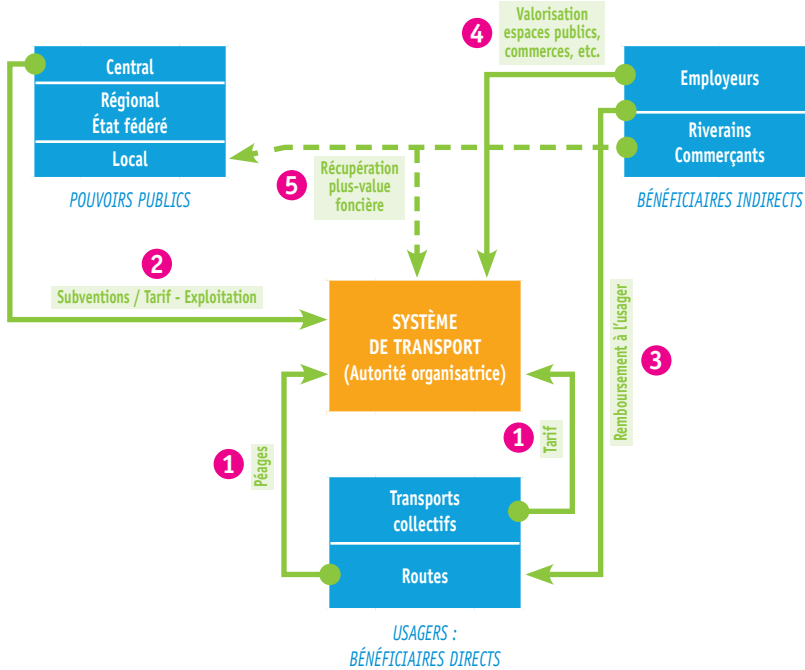 4
Valorisation
espaces publics,
commerces, etc.
Central
Régional
État fédéré
Local
POUVOIRS PUBLICS
Employeurs
Riverains
Commerçants
BÉNÉFICIAIRES INDIRECTS
5
Récupération
plus-value
foncière
2
Subventions / Tarif - Exploitation
SYSTÈME
DE TRANSPORT
(Autorité organisatrice)
Remboursement à l’usager
3
1
Péages
1
Tarif
Transports
collectifs
Routes
USAGERS :
BÉNÉFICIAIRES DIRECTS